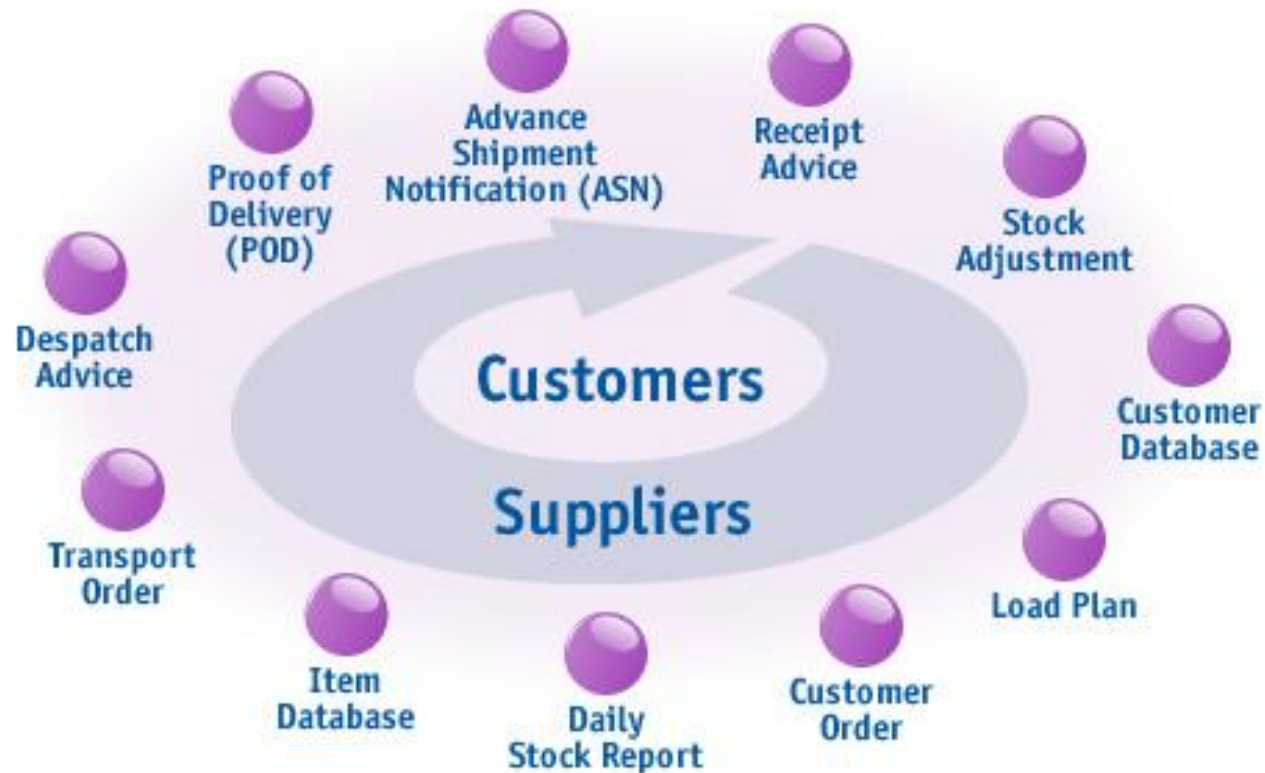 Advance
Shipment
Notification (ASN)
Receipt
Advice
Stock
Adjustment
Customer
Database
Load Plan
Customer
Order
Daily
Stock Report
Item
Database
Transport
Order
Despatch
Advice
Proof of
Delivery
(POD)
Customers
Suppliers